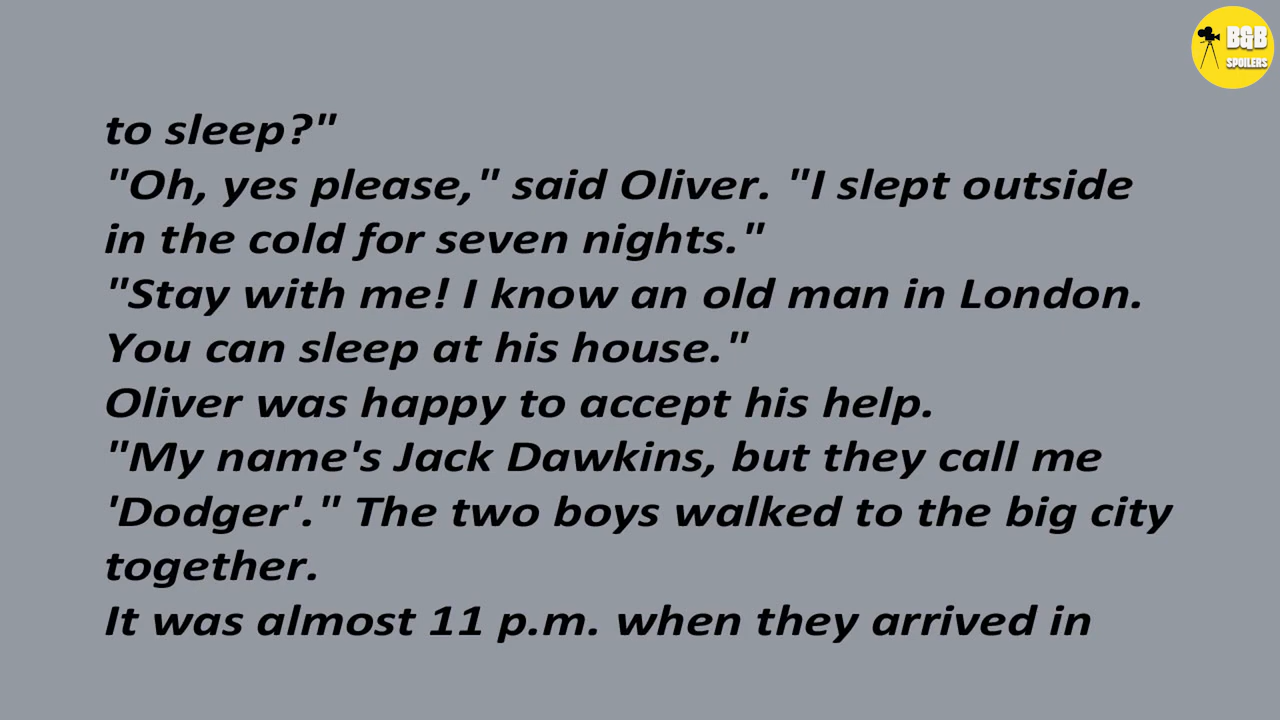 B&B
SPOILERS
to sleep?"
"Oh, yes please," said Oliver. "I slept outside
in the cold for seven nights."
"Stay with me! I know an old man in London.
You can sleep at his house."
Oliver was happy to accept his help.
"My name's Jack Dawkins, but they call me
'Dodger'." The two boys walked to the big city
together.
It was almost 11 p.m. when they arrived in